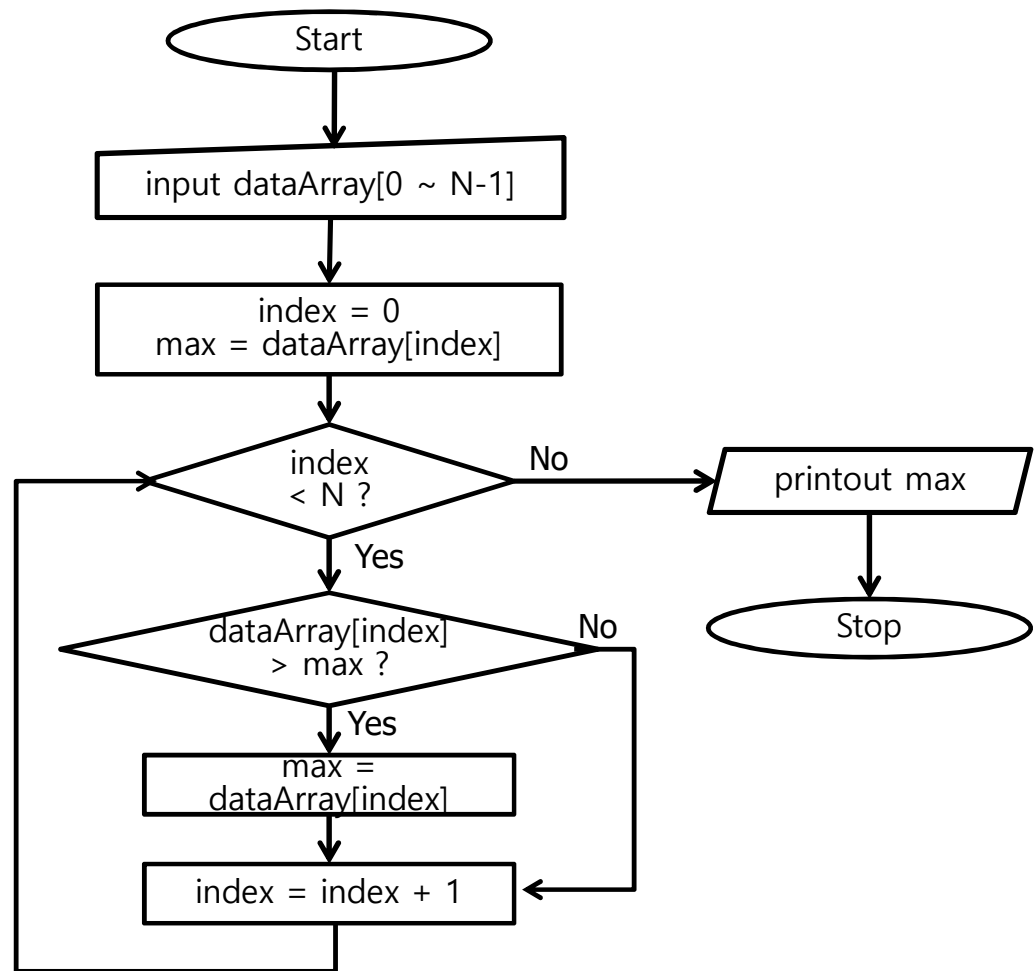 Start
input dataArray[0 ~ N-1]
index = 0
max = dataArray[index]
index
< N ?
No
printout max
Yes
dataArray[index]
> max ?
No
Stop
Yes
max =
dataArray[index]
index = index + 1